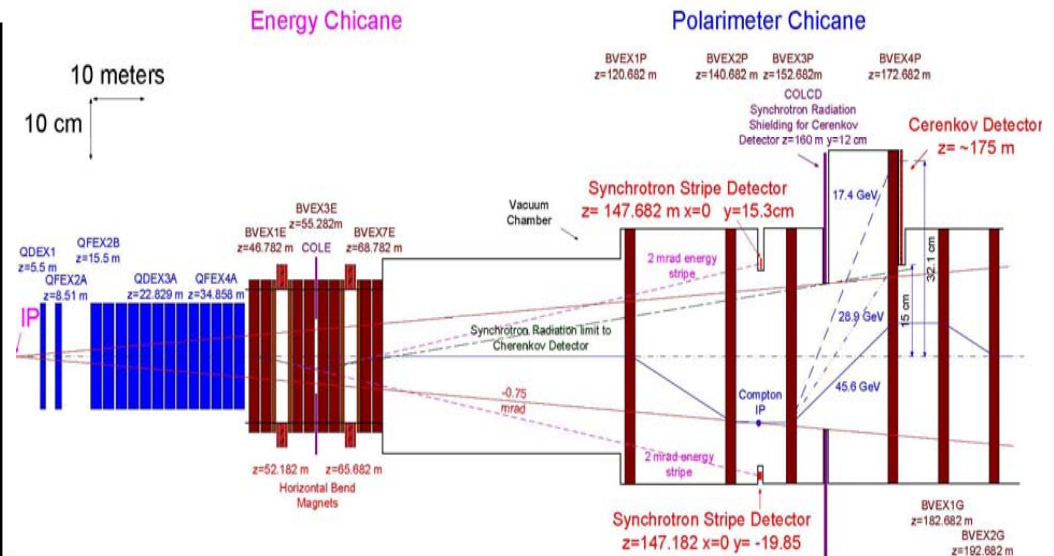 Energy Chicane
Polarimeter Chicane
10 meters
10 cm
BVEX1P
z=120.682 m
BVEX2P
z=140.682 m
BVEX3P
z=152.682m
BVEX4P
z=172.682 m
COLCD
Synchrotron Radiation
Shielding for Cerenkov
Detector z=160 m y=12 cm
Cerenkov Detector
z= ~175 m
Synchrotron Stripe Detector
z= 147.682 m x=0 y=15.3cm
Vacuum
Chamber
17.4 GeV
BVEX3E
z=55.282m
COLE
BVEX1E
z=46.782 m
BVEX7E
z=68.782 m
QDEX1
z=5.5 m
QFEX2B
z=15.5 m
QFEX2A
z=8.51 m
QDEX3A
z=22.829 m
QFEX4A
z=34.858 m
2 mrad energy
stripe
32.1 cm
15 cm
IP
Synchrotron Radiation limit to
Cherenkov Detector
28.9 GeV
45.6 GeV
-0.75
mrad
Compton
IP
2 mrad energy
stripe
z=52.182 m
z=65.682 m
Horizontal Bend
Magnets
Synchrotron Stripe Detector
z=147.182 x=0 y= -19.85
BVEX1G
z=182.682 m
BVEX2G
z=192.682 m